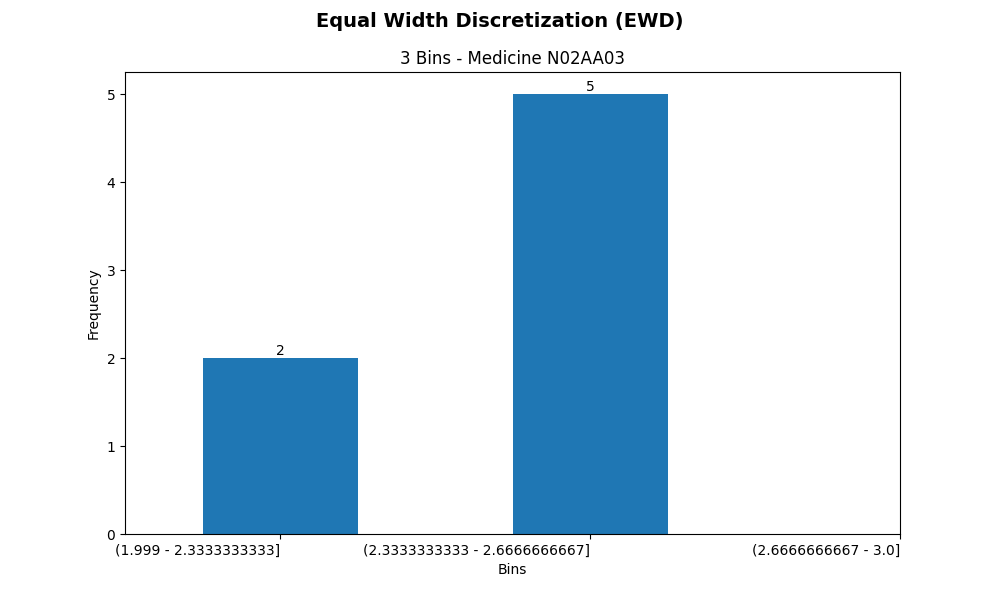 Equal Width Discretization (EWD)
3 Bins - Medicine N02AA03
5
5
4
3
2
2
1
0
Frequency
(1.999 - 2.3333333333]
(2.3333333333 - 2.6666666667]
(2.6666666667 - 3.0]
Bins